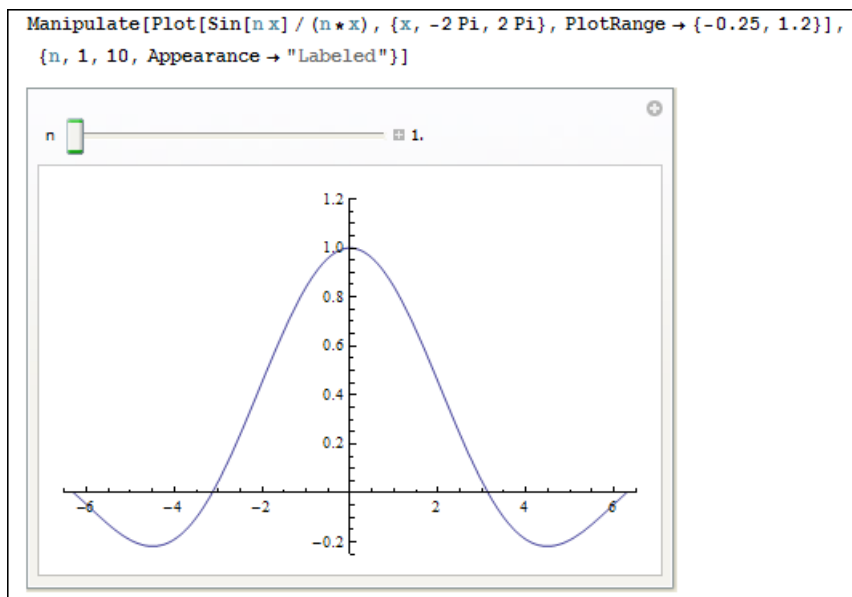 Manipulate[Plot[Sin[n x] / (n * x), {x, -2 Pi, 2 Pi}, PlotRange → {-0.25, 1.2}],
{n, 1, 10, Appearance → "Labeled"}]
n 1.
1.2
1.0
0.8
0.6
0.4
0.2
-6 -4 -2 2 4 6
-0.2